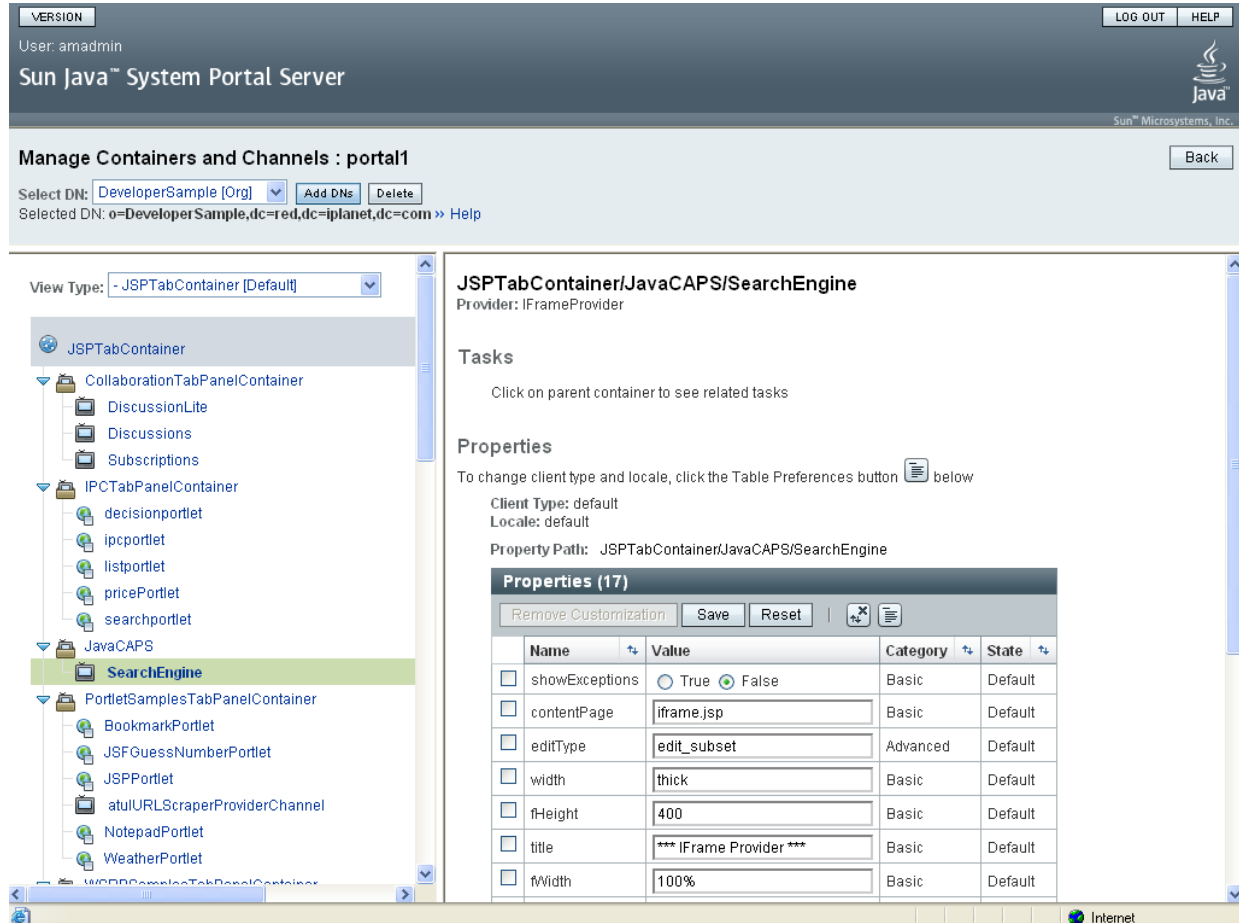 VERSION
LOG OUT HELP
User: amadmin
Sun Java™ System Portal Server
Java™
Sun™ Microsystems, Inc.
Manage Containers and Channels : portal1
Back
Select DN: DeveloperSample [Org] Add DNs Delete
Selected DN: o=DeveloperSample,dc=red,dc=iplanet,dc=com » Help
View Type: - JSPTabContainer [Default]
JSPTabContainer
CollaborationTabPanelContainer
DiscussionLite
Discussions
Subscriptions
IPCTabPanelContainer
decisionportlet
ipcportlet
listportlet
pricePortlet
searchportlet
JavaCAPS
SearchEngine
PortletSamplesTabPanelContainer
BookmarkPortlet
JSFGuessNumberPortlet
JSPPortlet
atulURLScraperProviderChannel
NotepadPortlet
WeatherPortlet
WSRPSamplesTabPanelContainer
JSPTabContainer/JavaCAPS/SearchEngine
Provider: IFrameProvider
Tasks
Click on parent container to see related tasks
Properties
To change client type and locale, click the Table Preferences button below
Client Type: default
Locale: default
Property Path: JSPTabContainer/JavaCAPS/SearchEngine
Properties (17)
Remove Customization Save Reset |
Name Value Category State
showExceptions True False Basic Default
contentPage iframe.jsp Basic Default
editType edit_subset Advanced Default
width thick Basic Default
fHeight 400 Basic Default
title *** IFrame Provider *** Basic Default
fWidth 100% Basic Default
Internet